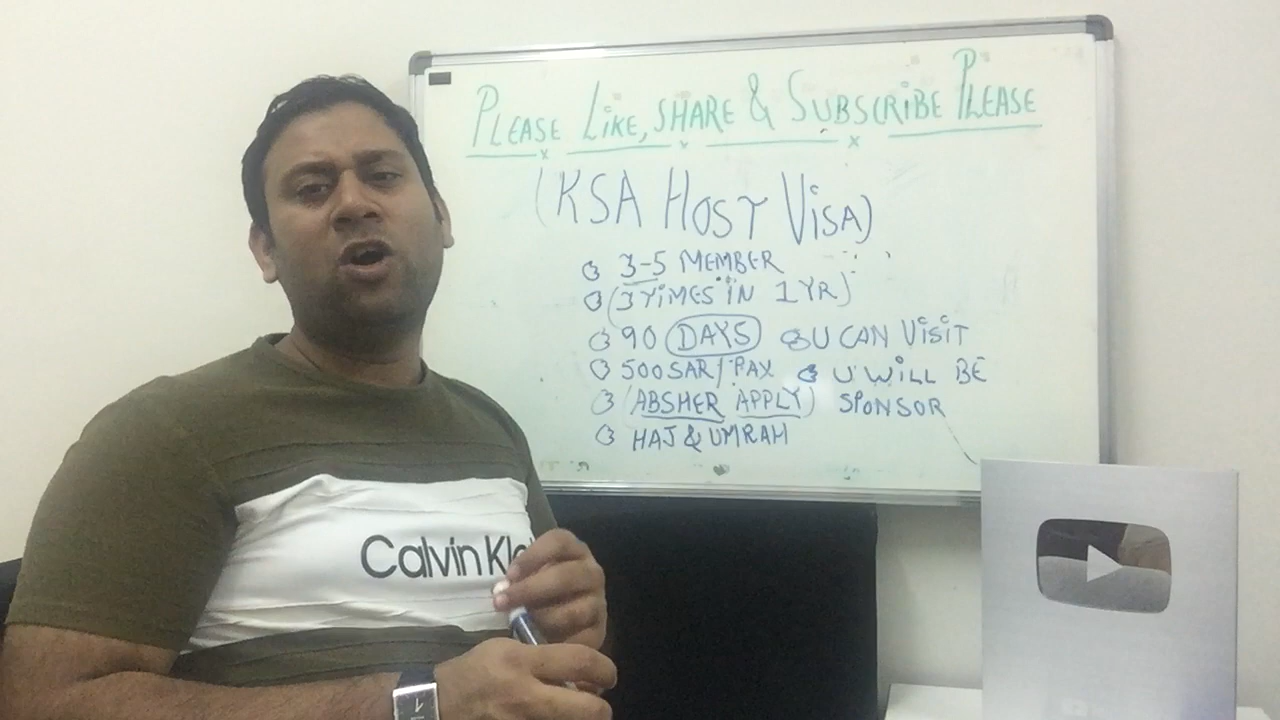 PLEASE LIKE, SHARE & SUBSCRIBE PLEASE
(KSA HOST VISA)
3-5 MEMBER
(3 TIMES IN 1 YR)
90 DAYS U CAN VISIT
500 SAR/PAX U WILL BE
(ABSHER APPLY) SPONSOR
HAJ & UMRAH
Calvin Kle